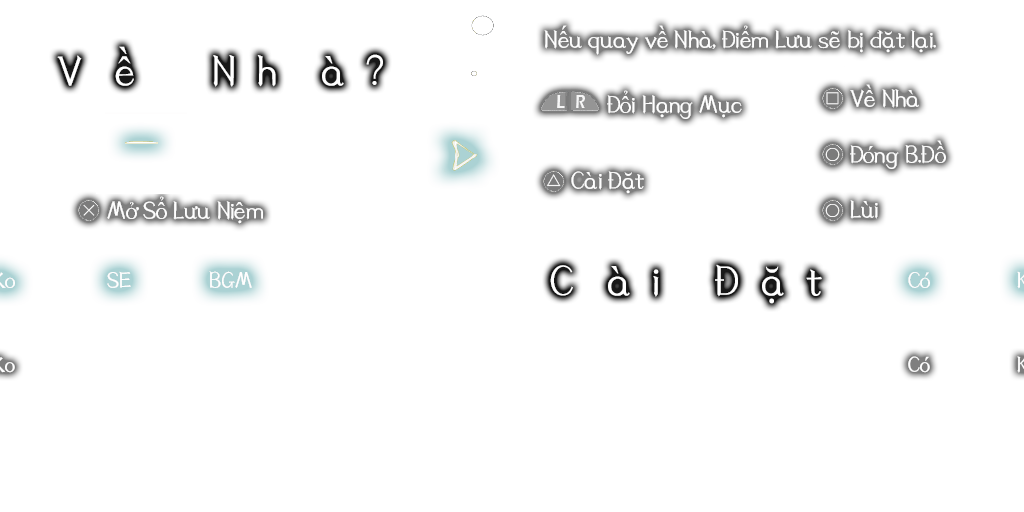 Về Nhà?
Mở Sổ Lưu Niệm
Ko SE BGM
Ko
Nếu quay về Nhà, Điểm Lưu sẽ bị đặt lại.
L R Đổi Hạng Mục
Về Nhà
Đóng B.Đồ
Cài Đặt
Lùi
Cài Đặt
Có K
Có K